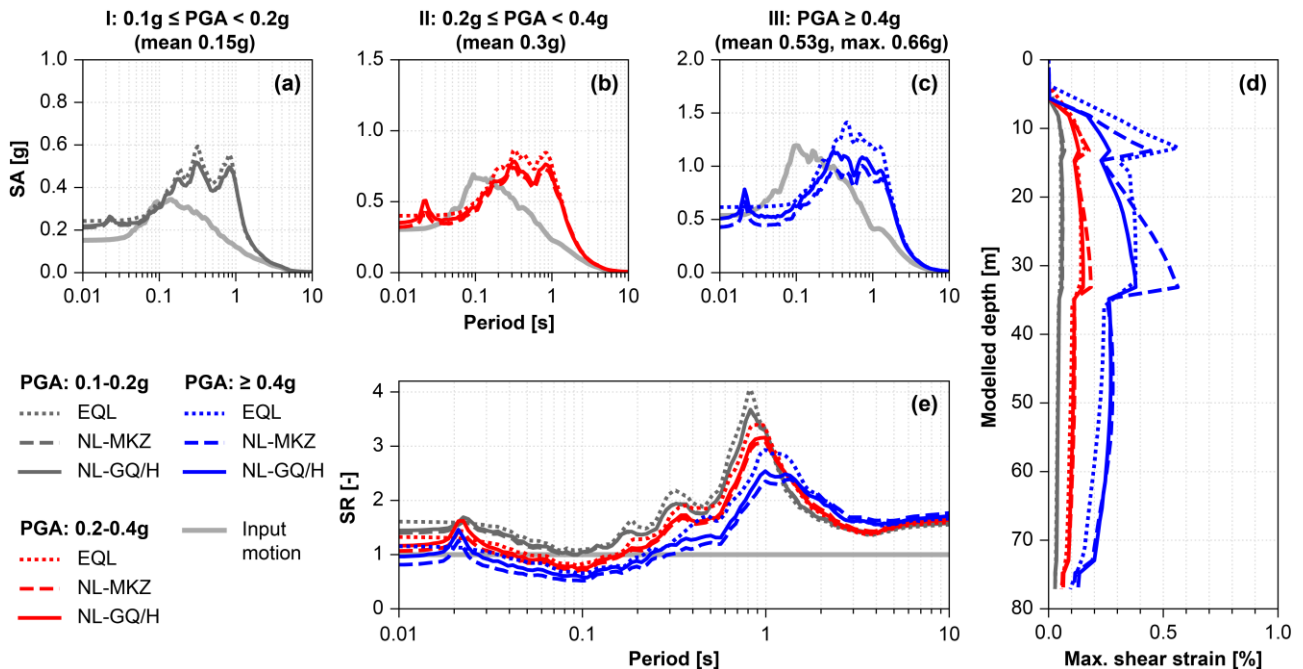 I: 0.1g ≤ PGA < 0.2g
(mean 0.15g)
II: 0.2g ≤ PGA < 0.4g
(mean 0.3g)
III: PGA ≥ 0.4g
(mean 0.53g, max. 0.66g)
SA [g]
1.0
0.8
0.6
0.4
0.2
0.0
0.01
0.1
1
10
(a)
1.5
1.0
0.5
0.0
0.01
0.1
1
10
(b)
2.0
1.5
1.0
0.5
0.0
0.01
0.1
1
10
(c)
Period [s]
PGA: 0.1-0.2g
EQL
NL-MKZ
NL-GQ/H
PGA: ≥ 0.4g
EQL
NL-MKZ
NL-GQ/H
PGA: 0.2-0.4g
EQL
NL-MKZ
NL-GQ/H
Input
motion
SR [-]
4
3
2
1
0
0.01
0.1
1
10
(e)
Period [s]
Modelled depth [m]
0
10
20
30
40
50
60
70
80
0.0
0.5
1.0
(d)
Max. shear strain [%]